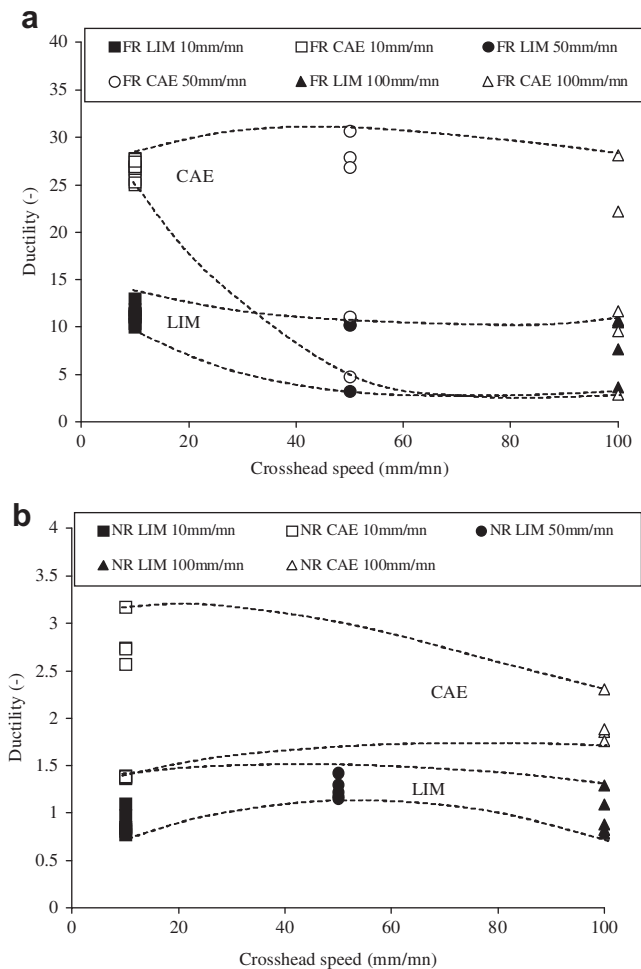 a
■ FR LIM 10mm/mn □ FR CAE 10mm/mn ● FR LIM 50mm/mn
○ FR CAE 50mm/mn ▲ FR LIM 100mm/mn △ FR CAE 100mm/mn
40
35
30
25
20
15
10
5
0
Ductility (-)
CAE
LIM
0 20 40 60 80 100
Crosshead speed (mm/mn)
b
■ NR LIM 10mm/mn □ NR CAE 10mm/mn ● NR LIM 50mm/mn
▲ NR LIM 100mm/mn △ NR CAE 100mm/mn
4
3.5
3
2.5
2
1.5
1
0.5
0
Ductility (-)
CAE
LIM
0 20 40 60 80 100
Crosshead speed (mm/mn)